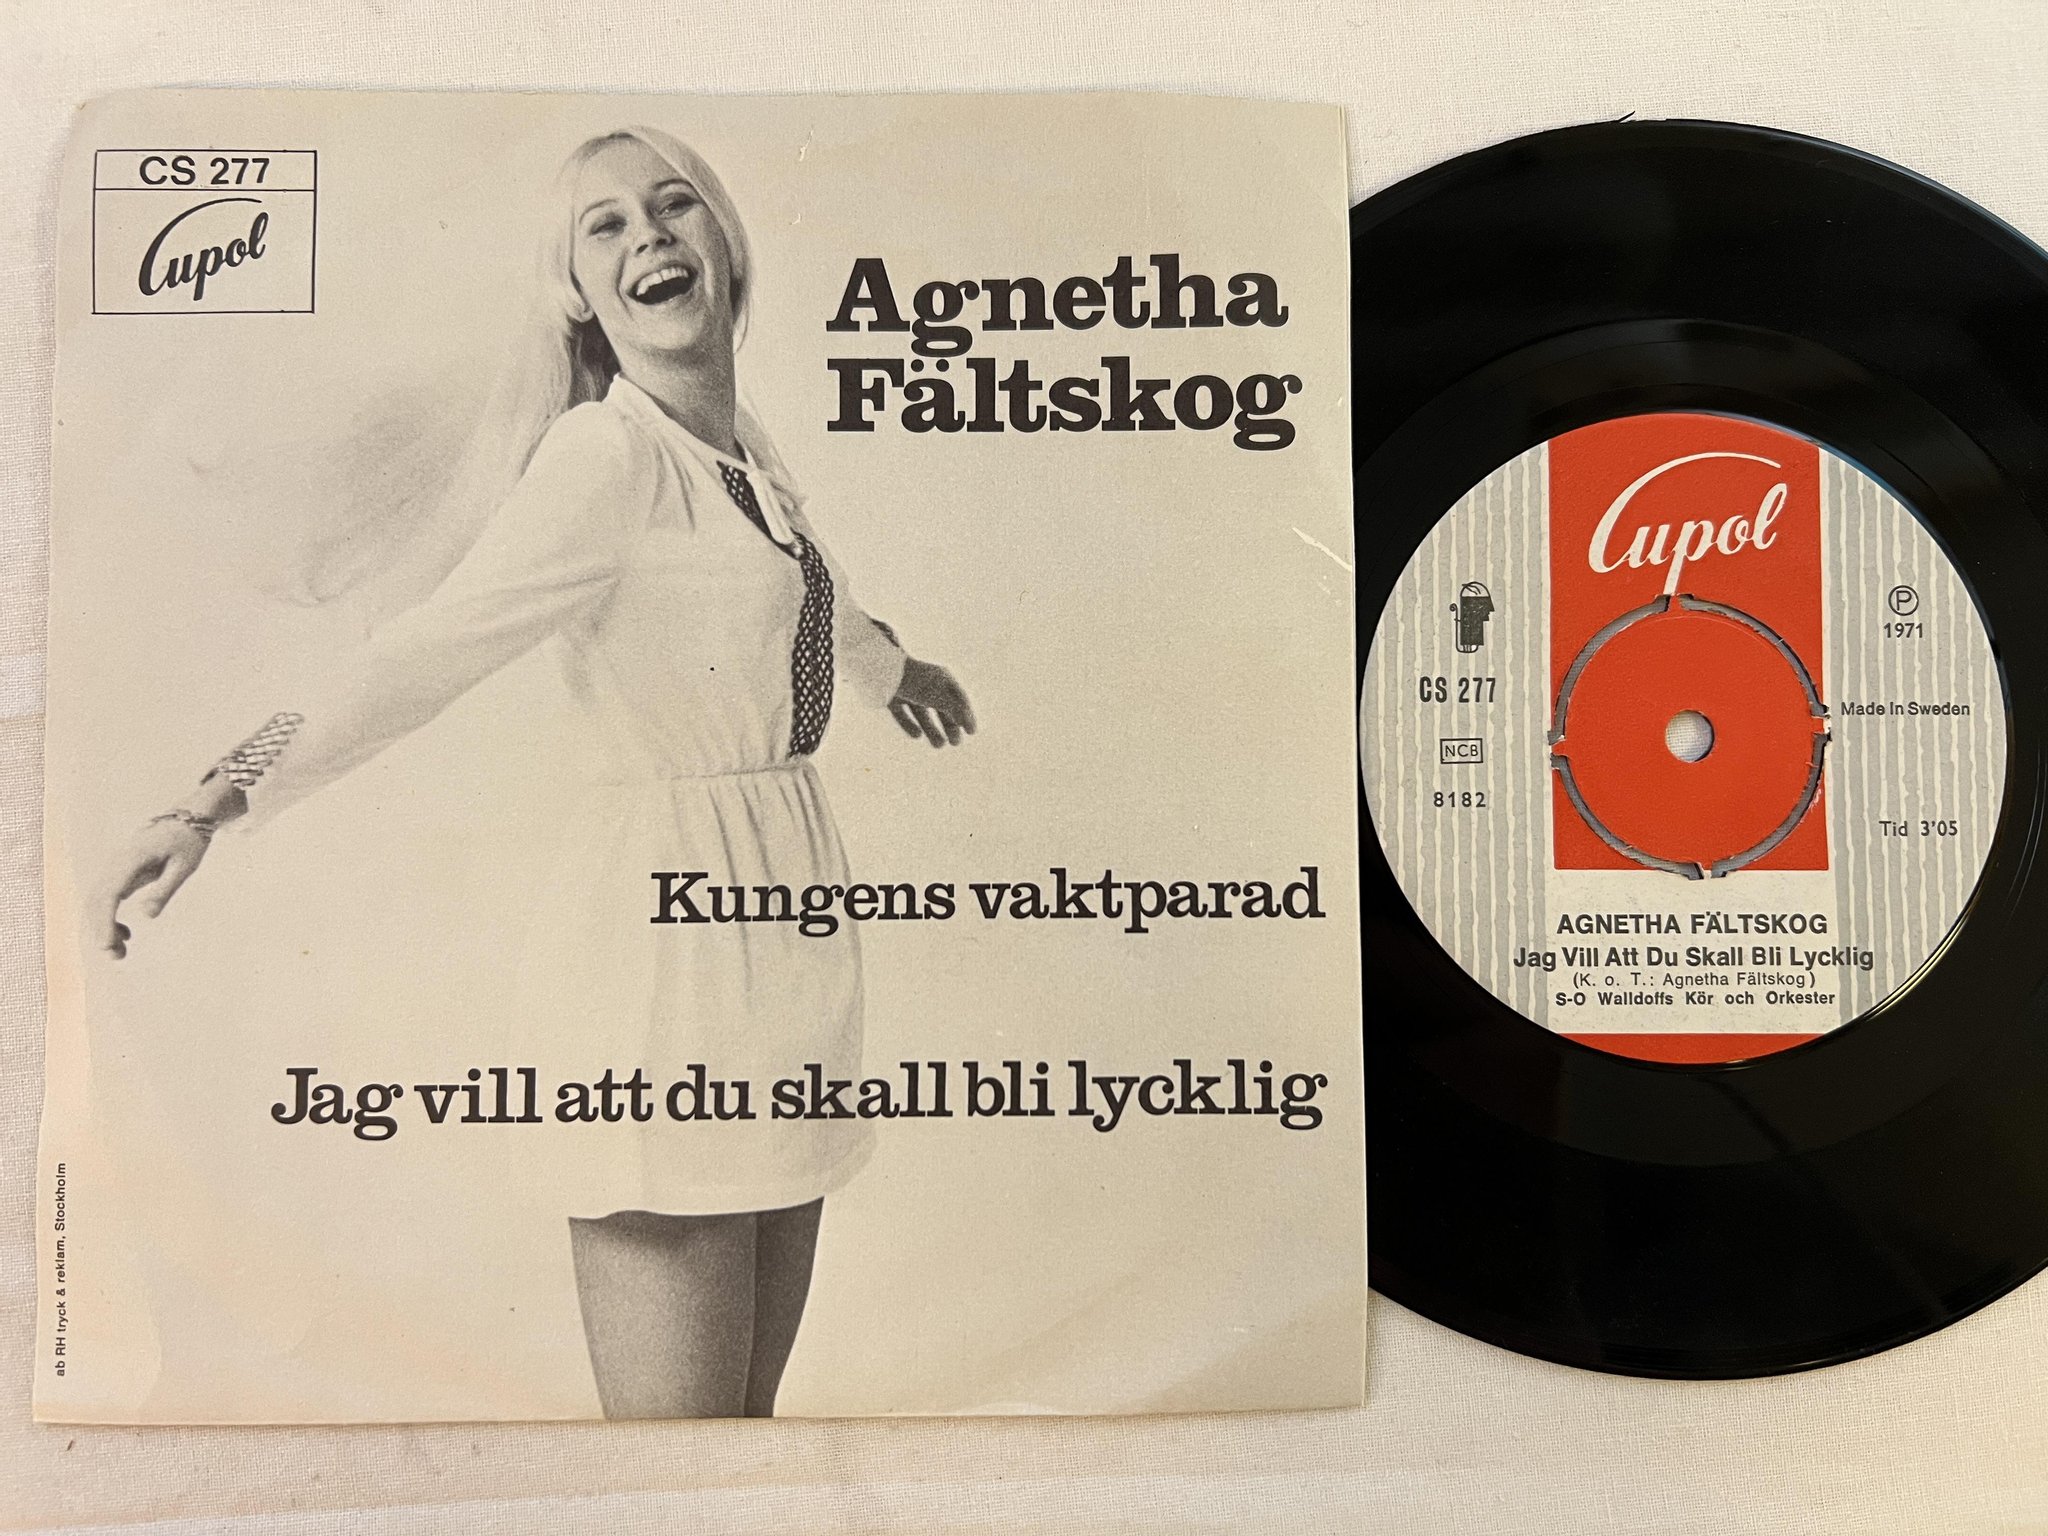 CS 277
Cupol
Agnetha
Fältskog
Kungens vaktparad
Jag vill att du skall bli lycklig
ab RH tryck & reklam, Stockholm
Cupol
P
1971
CS 277
Made In Sweden
NCB
8182
Tid 3'05
AGNETHA FÄLTSKOG
Jag Vill Att Du Skall Bli Lycklig
(K. o. T.: Agnetha Fältskog)
S-O Walldoffs Kör och Orkester